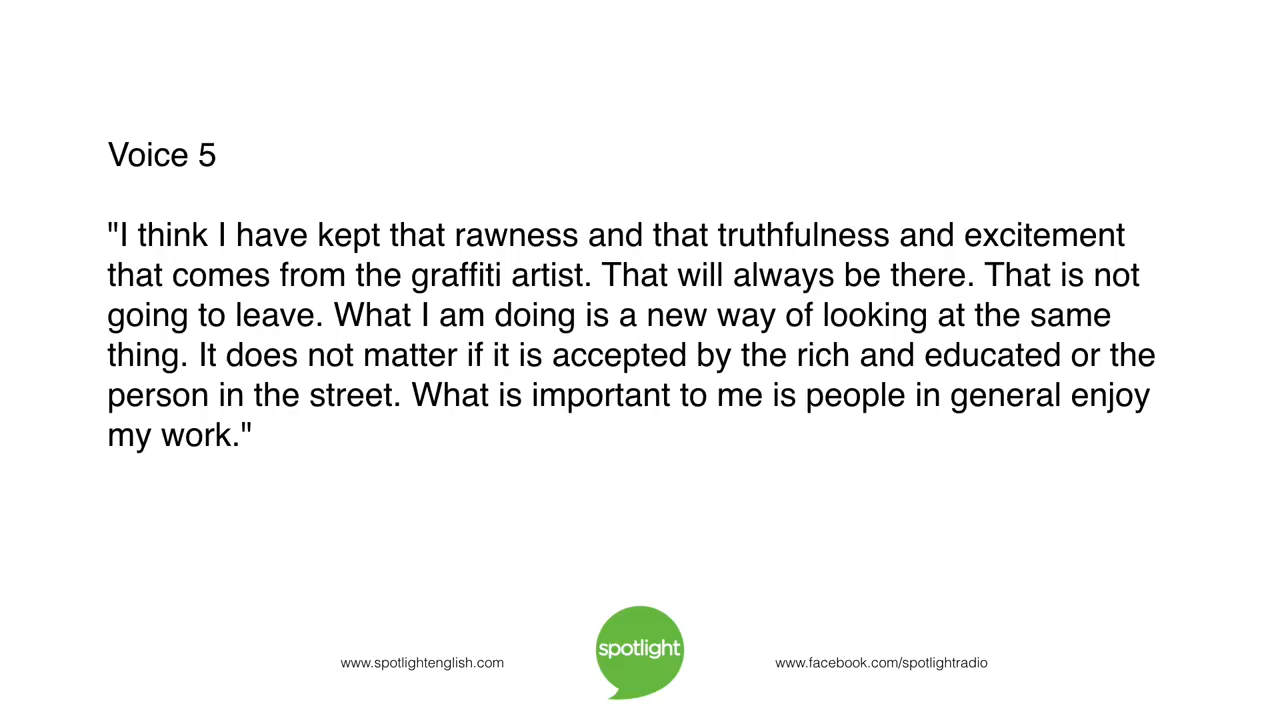 Voice 5
"I think I have kept that rawness and that truthfulness and excitement
that comes from the graffiti artist. That will always be there. That is not
going to leave. What I am doing is a new way of looking at the same
thing. It does not matter if it is accepted by the rich and educated or the
person in the street. What is important to me is people in general enjoy
my work."
www.spotlightenglish.com
spotlight
www.facebook.com/spotlightradio